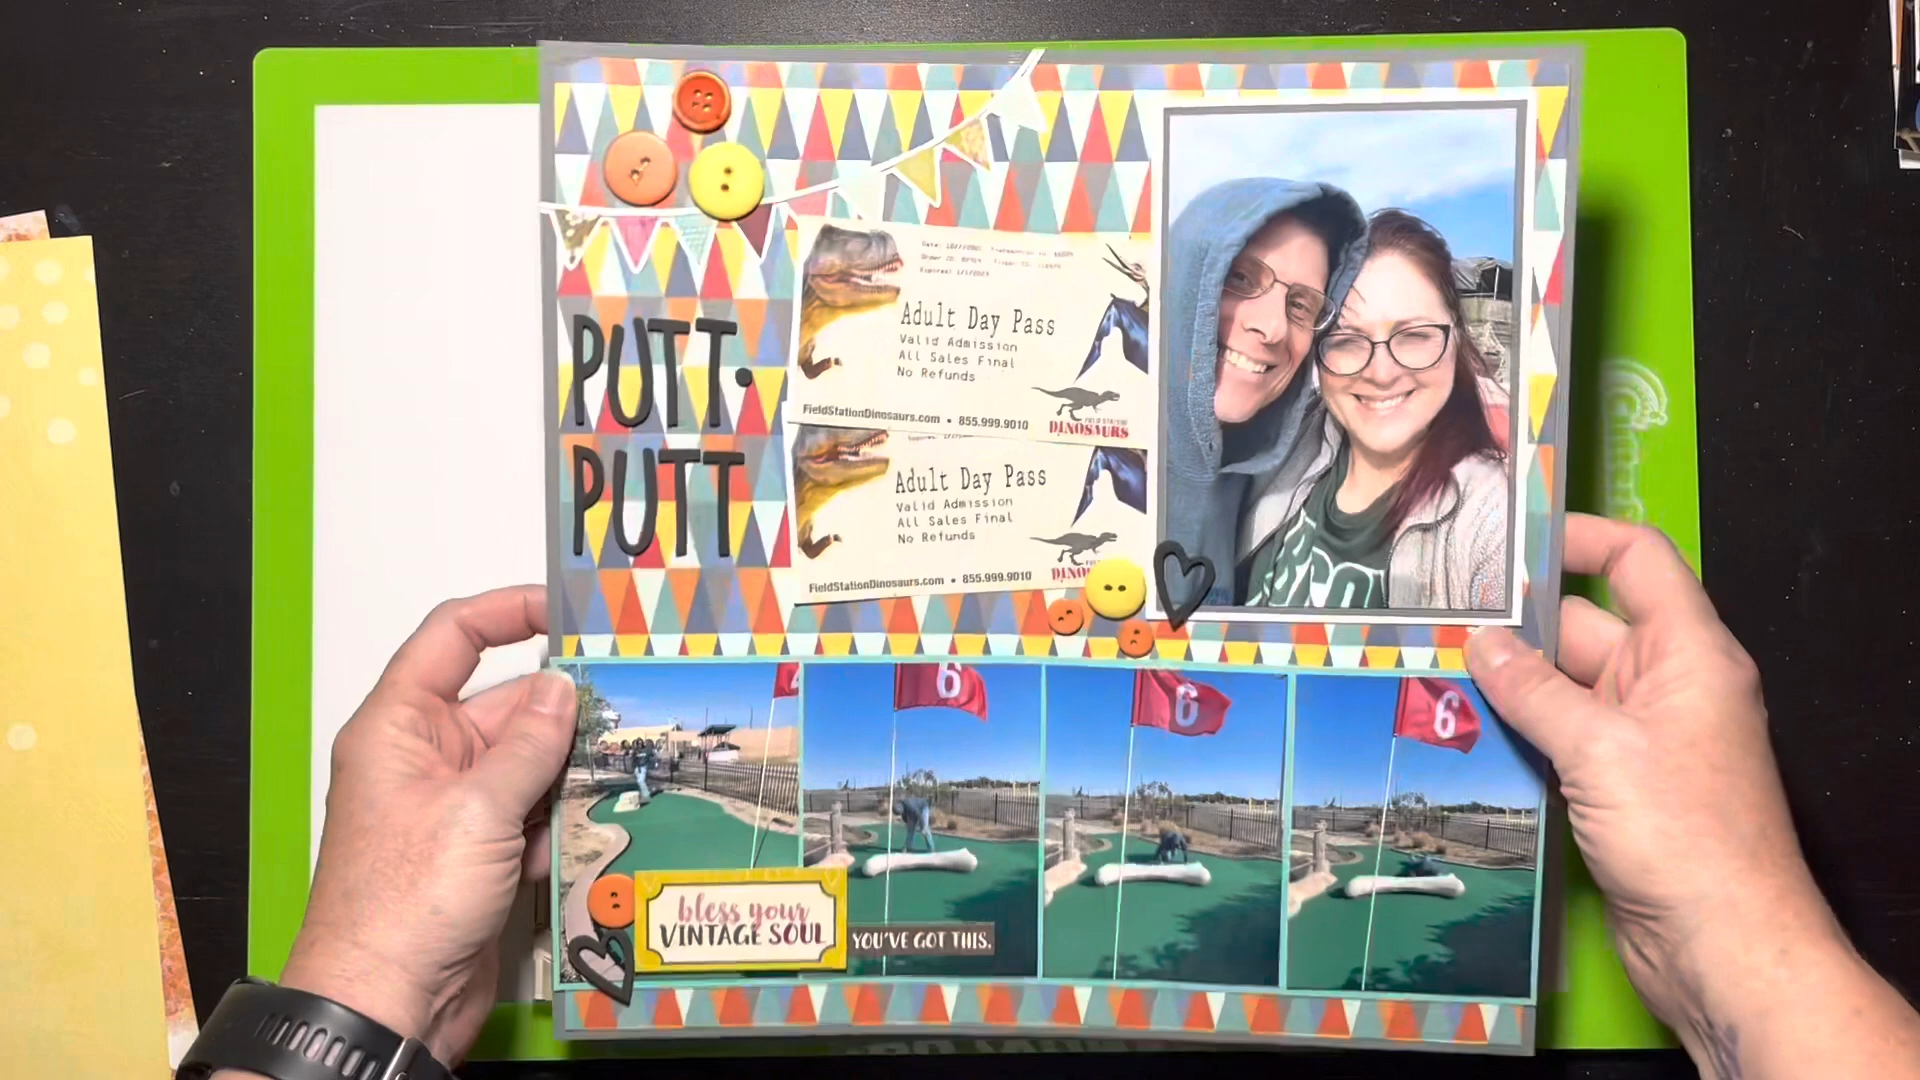 PUTT·
PUTT
Adult Day Pass
Valid Admission
All Sales Final
No Refunds
FieldStationDinosaurs.com • 855.999.9010
DINOSAURS
Adult Day Pass
Valid Admission
All Sales Final
No Refunds
FieldStationDinosaurs.com • 855.999.9010
6
6
6
bless your
VINTAGE SOUL
YOU'VE GOT THIS.